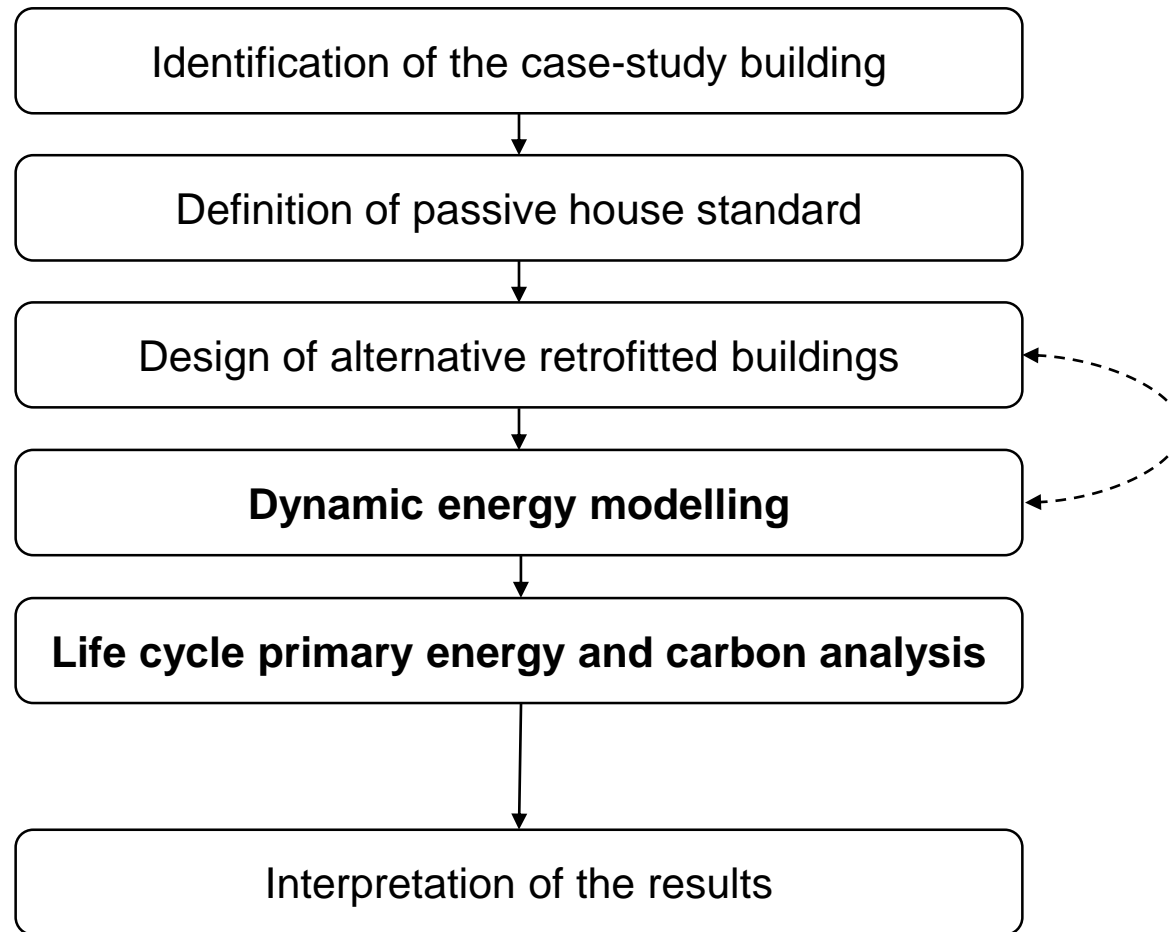 Identification of the case-study building
Definition of passive house standard
Design of alternative retrofitted buildings
Dynamic energy modelling
Life cycle primary energy and carbon analysis
Interpretation of the results